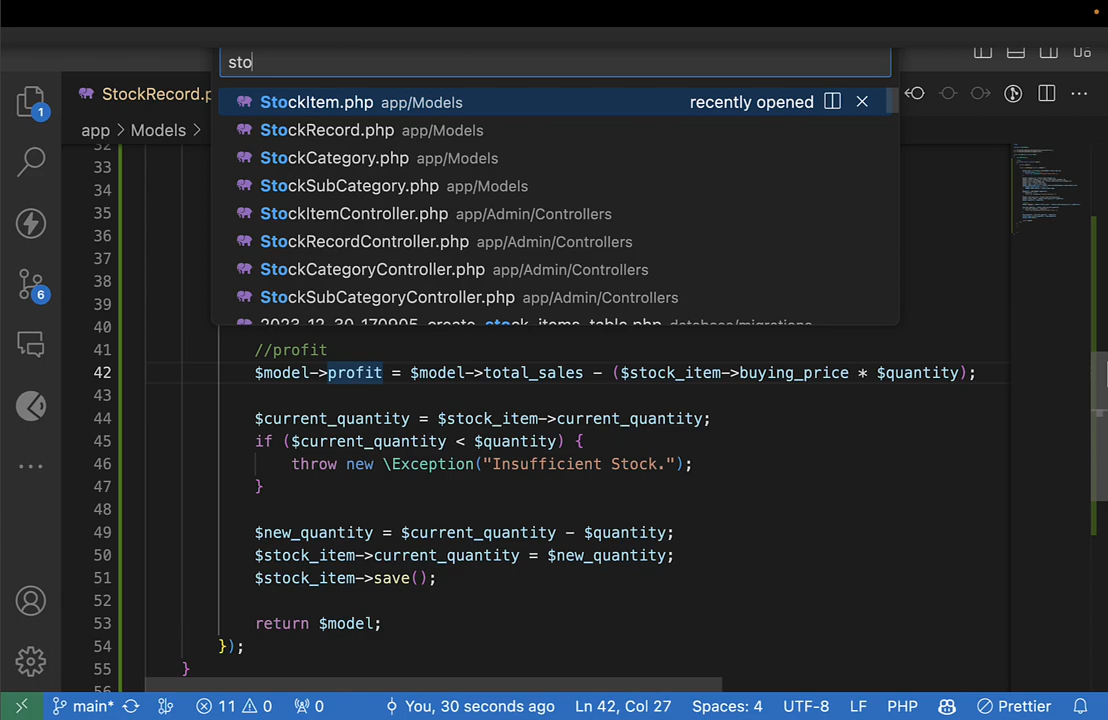 sto
StockRecord.p
StockItem.php app/Models recently opened
app > Models >
StockRecord.php app/Models
StockCategory.php app/Models
StockSubCategory.php app/Models
StockItemController.php app/Admin/Controllers
StockRecordController.php app/Admin/Controllers
StockCategoryController.php app/Admin/Controllers
StockSubCategoryController.php app/Admin/Controllers
2023_12_30_170905_create_stock_items_table.php database/migrations
1
6
32
33
34
35
36
37
38
39
40
41 //profit
42 $model->profit = $model->total_sales - ($stock_item->buying_price * $quantity);
43
44 $current_quantity = $stock_item->current_quantity;
45 if ($current_quantity < $quantity) {
46 throw new \Exception("Insufficient Stock.");
47 }
48
49 $new_quantity = $current_quantity - $quantity;
50 $stock_item->current_quantity = $new_quantity;
51 $stock_item->save();
52
53 return $model;
54 });
55 }
56
main* 11 0 0 You, 30 seconds ago Ln 42, Col 27 Spaces: 4 UTF-8 LF PHP Prettier